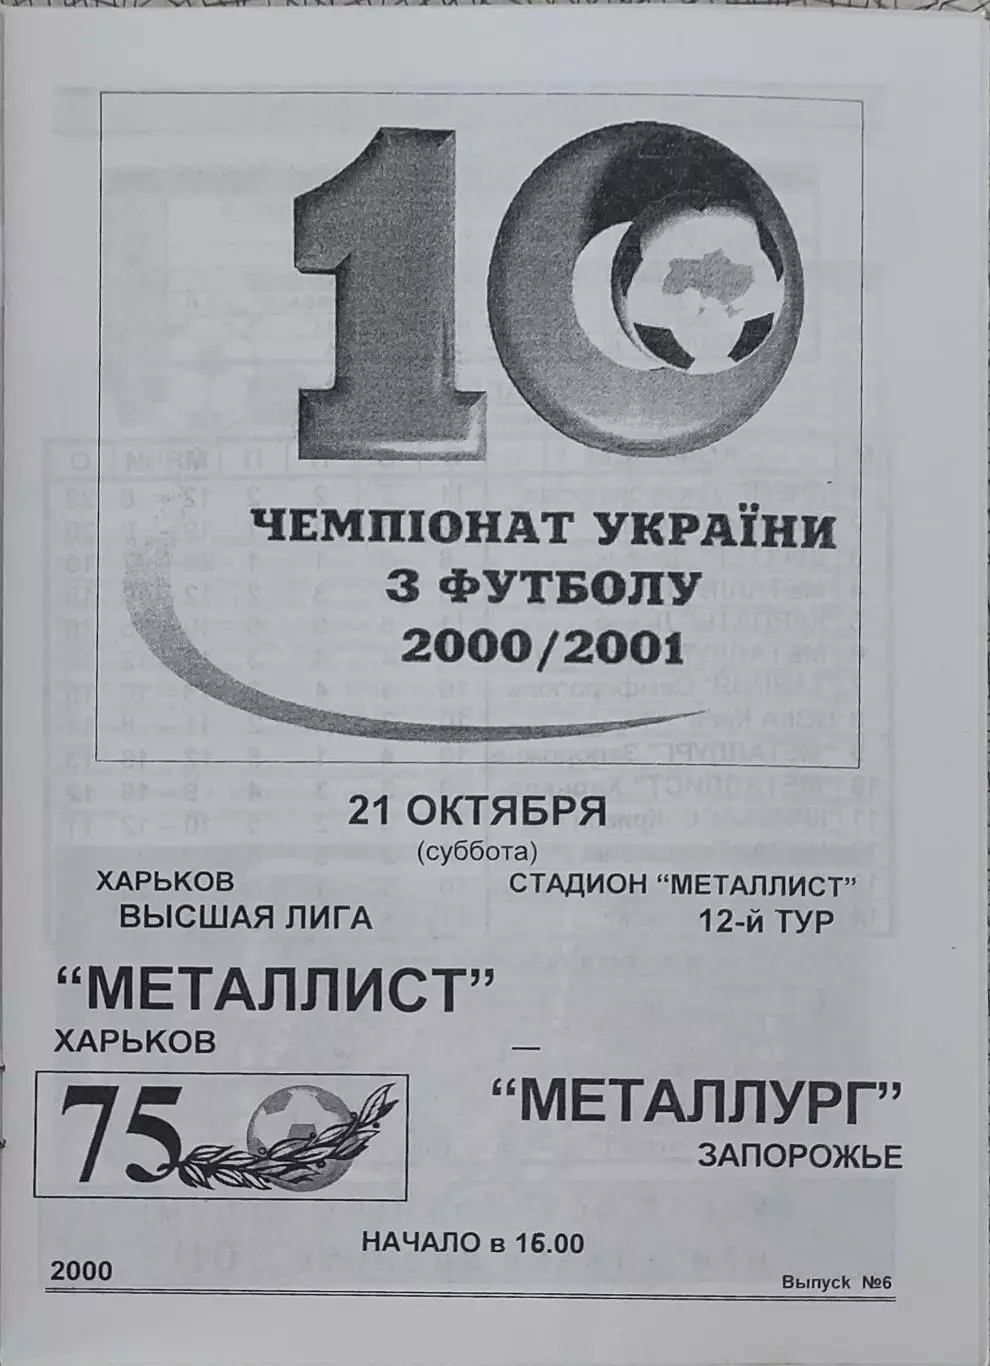 10
ЧЕМПІОНАТ УКРАЇНИ
З ФУТБОЛУ
2000/2001
21 ОКТЯБРЯ
(суббота)
ХАРЬКОВ СТАДИОН “МЕТАЛЛИСТ”
ВЫСШАЯ ЛИГА 12-й ТУР
“МЕТАЛЛИСТ”
ХАРЬКОВ —
75 “МЕТАЛЛУРГ”
ЗАПОРОЖЬЕ
НАЧАЛО в 16.00
2000 Выпуск №6